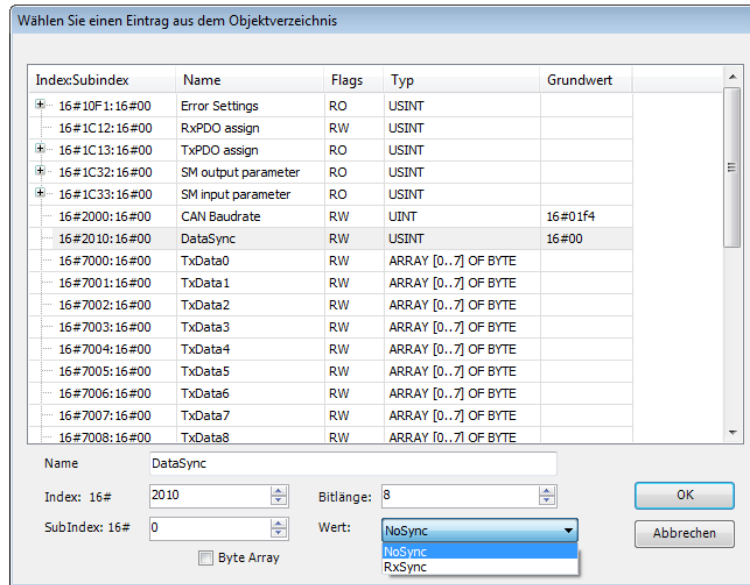 Wählen Sie einen Eintrag aus dem Objektverzeichnis
Index:Subindex Name Flags Typ Grundwert
16#10F1:16#00 Error Settings RO USINT
16#1C12:16#00 RxPDO assign RW USINT
16#1C13:16#00 TxPDO assign RO USINT
16#1C32:16#00 SM output parameter RO USINT
16#1C33:16#00 SM input parameter RO USINT
16#2000:16#00 CAN Baudrate RW UINT 16#01f4
16#2010:16#00 DataSync RW USINT 16#00
16#7000:16#00 TxData0 RW ARRAY [0..7] OF BYTE
16#7001:16#00 TxData1 RW ARRAY [0..7] OF BYTE
16#7002:16#00 TxData2 RW ARRAY [0..7] OF BYTE
16#7003:16#00 TxData3 RW ARRAY [0..7] OF BYTE
16#7004:16#00 TxData4 RW ARRAY [0..7] OF BYTE
16#7005:16#00 TxData5 RW ARRAY [0..7] OF BYTE
16#7006:16#00 TxData6 RW ARRAY [0..7] OF BYTE
16#7007:16#00 TxData7 RW ARRAY [0..7] OF BYTE
16#7008:16#00 TxData8 RW ARRAY [0..7] OF BYTE
Name DataSync
Index: 16# 2010 Bitlänge: 8 OK
SubIndex: 16# 0 Wert: NoSync Abbrechen
NoSync
Byte Array RxSync